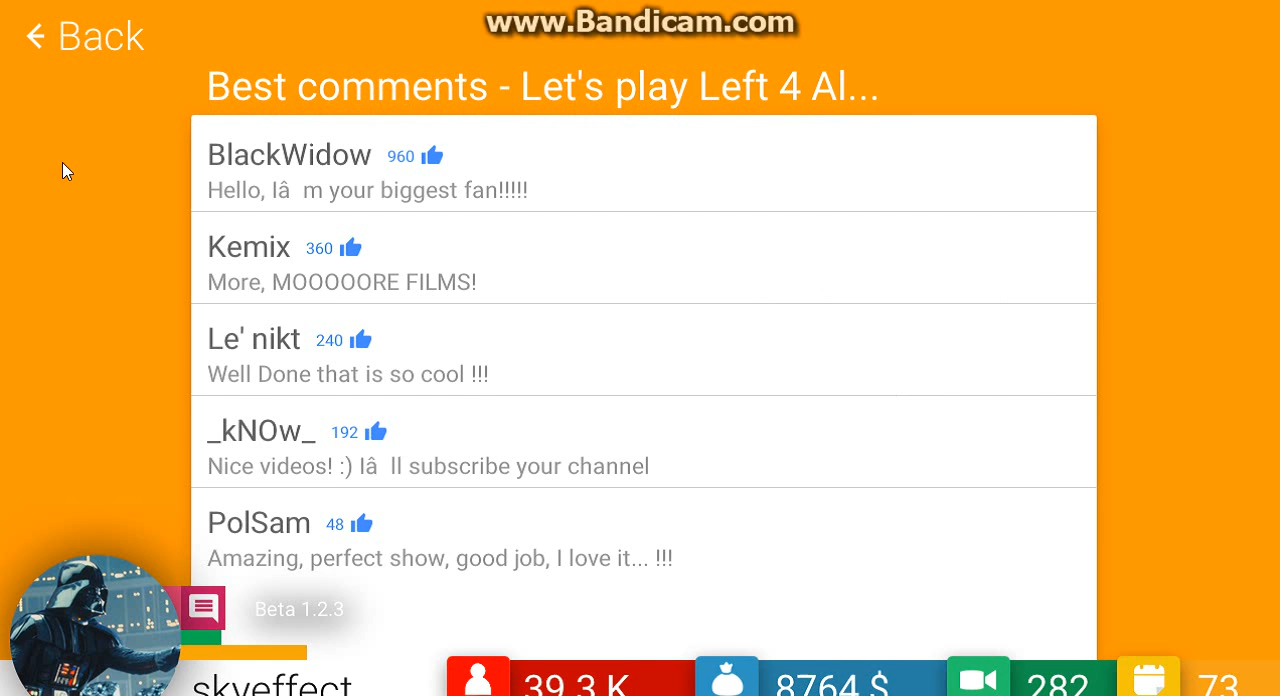 www.Bandicam.com
Back
Best comments - Let's play Left 4 Al...
BlackWidow 960
Hello, Iâ m your biggest fan!!!!!
Kemix 360
More, MOOOOORE FILMS!
Le' nikt 240
Well Done that is so cool !!!
_kNOw_ 192
Nice videos! :) Iâ ll subscribe your channel
PolSam 48
Amazing, perfect show, good job, I love it... !!!
Beta 1.2.3
skyeffect 39.3 K 8764 $ 282 73